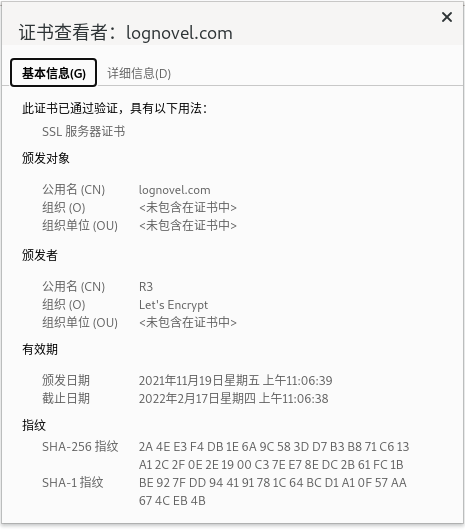 证书查看者：lognovel.com
基本信息(G) 详细信息(D)
此证书已通过验证，具有以下用法：
SSL 服务器证书
颁发对象
公用名 (CN) lognovel.com
组织 (O) <未包含在证书中>
组织单位 (OU) <未包含在证书中>
颁发者
公用名 (CN) R3
组织 (O) Let's Encrypt
组织单位 (OU) <未包含在证书中>
有效期
颁发日期 2021年11月19日星期五 上午11:06:39
截止日期 2022年2月17日星期四 上午11:06:38
指纹
SHA-256 指纹 2A 4E E3 F4 DB 1E 6A 9C 58 3D D7 B3 B8 71 C6 13
A1 2C 2F 0E 2E 19 00 C3 7E E7 8E DC 2B 61 FC 1B
SHA-1 指纹 BE 92 7F DD 94 41 91 78 1C 64 BC D1 A1 0F 57 AA
67 4C EB 4B